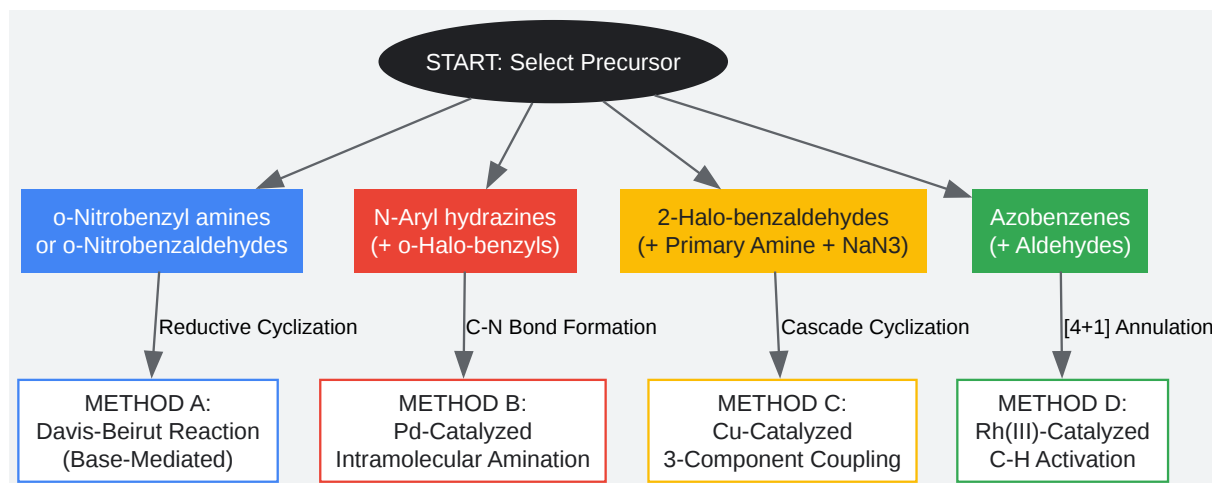 START: Select Precursor
o-Nitrobenzyl amines
or o-Nitrobenzaldehydes
N-Aryl hydrazines
(+ o-Halo-benzyls)
2-Halo-benzaldehydes
(+ Primary Amine + NaN3)
Azobenzenes
(+ Aldehydes)
Reductive Cyclization
C-N Bond Formation
Cascade Cyclization
[4+1] Annulation
METHOD A:
Davis-Beirut Reaction
(Base-Mediated)
METHOD B:
Pd-Catalyzed
Intramolecular Amination
METHOD C:
Cu-Catalyzed
3-Component Coupling
METHOD D:
Rh(III)-Catalyzed
C-H Activation